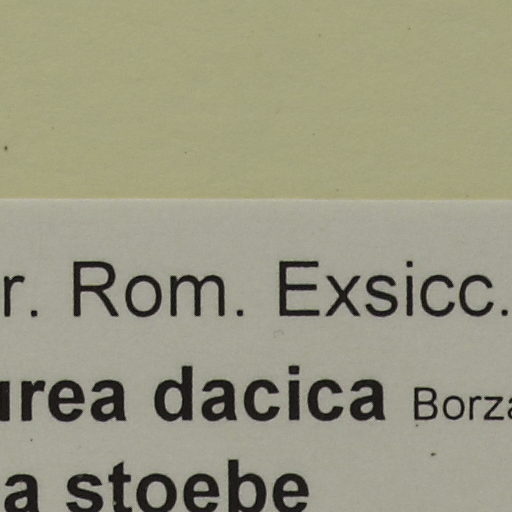 r. Rom. Exsicc.
urea dacica Borza
a stoebe